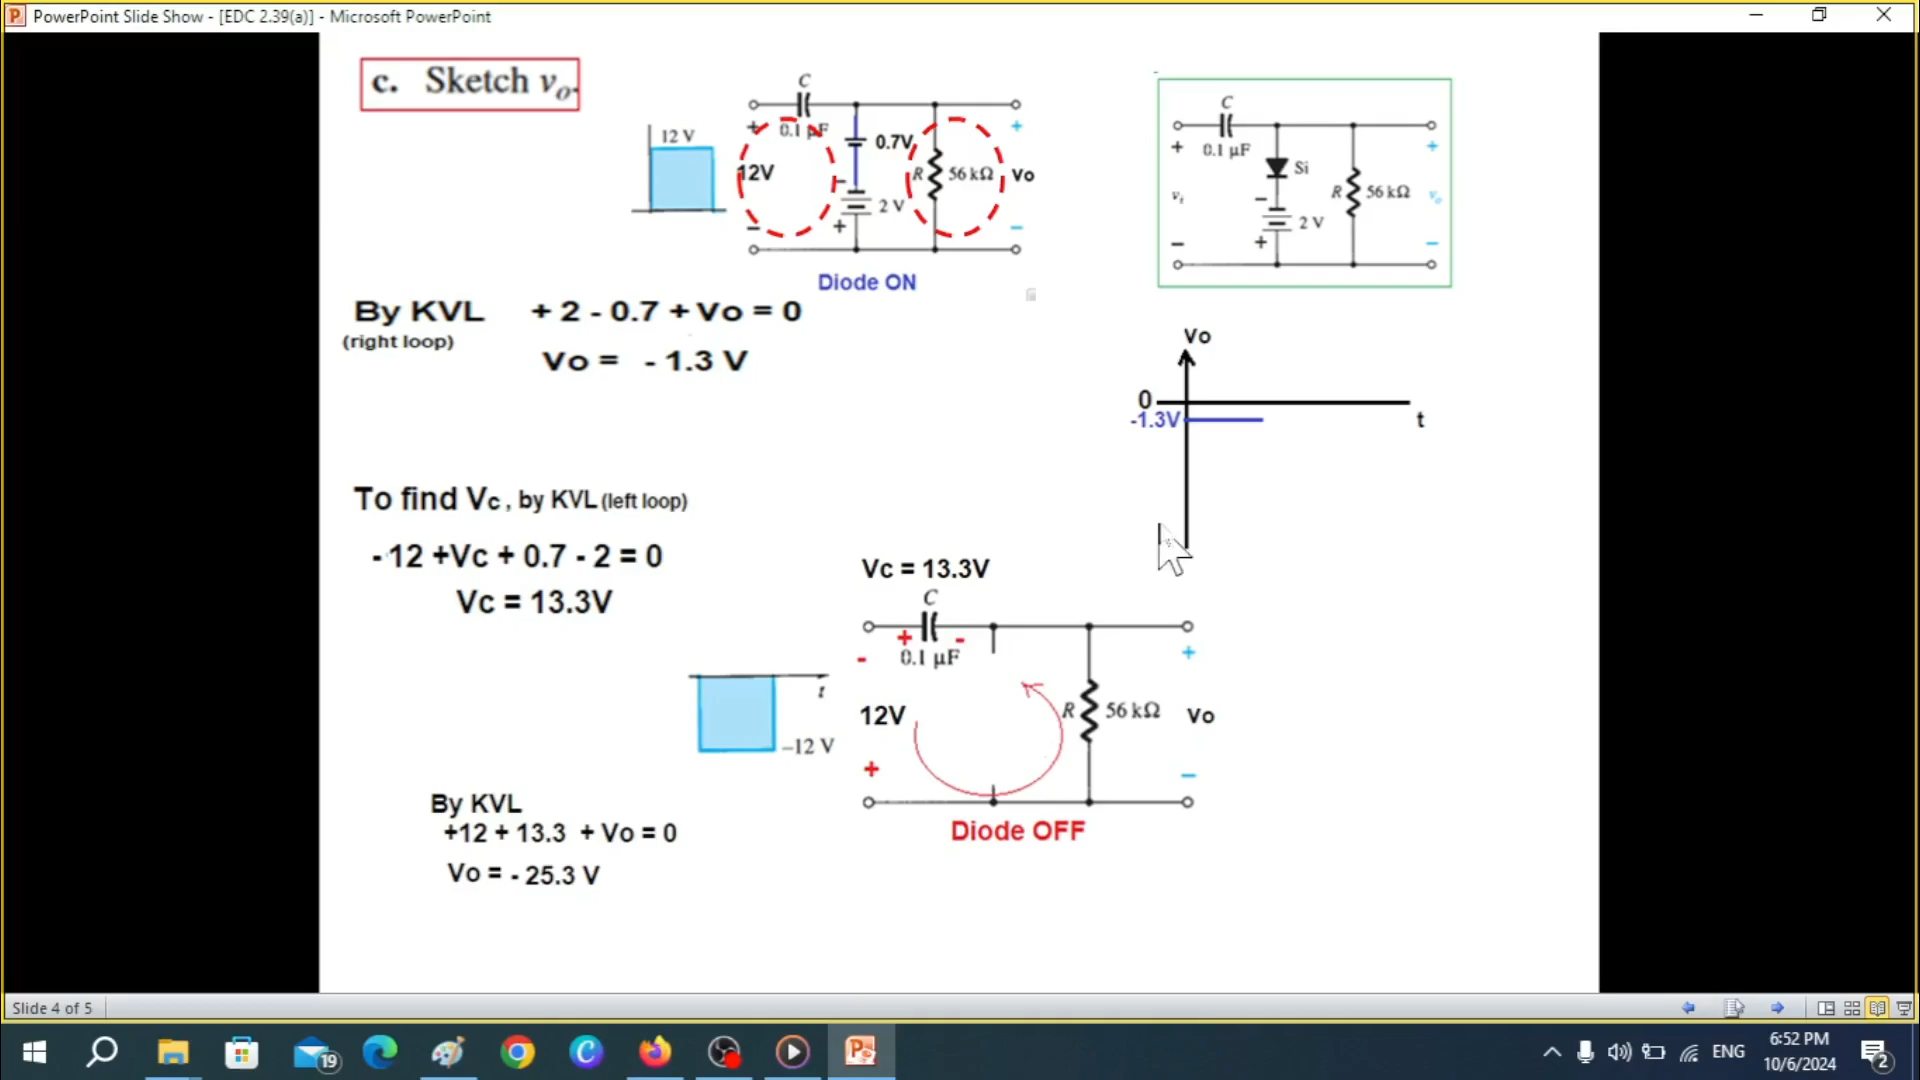 PowerPoint Slide Show - [EDC 2.39(a)] - Microsoft PowerPoint
c. Sketch vo.
12 V
C
+ 0.1 µF
12V
0.7V
-
2 V
+
R 56 kΩ
+
Vo
-
-
Diode ON
C
+ 0.1 µF
Si
-
2 V
+
R 56 kΩ
+
vo
-
-
By KVL + 2 - 0.7 + Vo = 0
(right loop)
Vo = - 1.3 V
Vo
0
-1.3V
t
To find Vc , by KVL (left loop)
- 12 +Vc + 0.7 - 2 = 0
Vc = 13.3V
Vc = 13.3V
C
+ -
- 0.1 µF
12V
+
R 56 kΩ
+
Vo
-
t
-12 V
Diode OFF
By KVL
+12 + 13.3 + Vo = 0
Vo = - 25.3 V
Slide 4 of 5
19
ENG
6:52 PM
10/6/2024
2